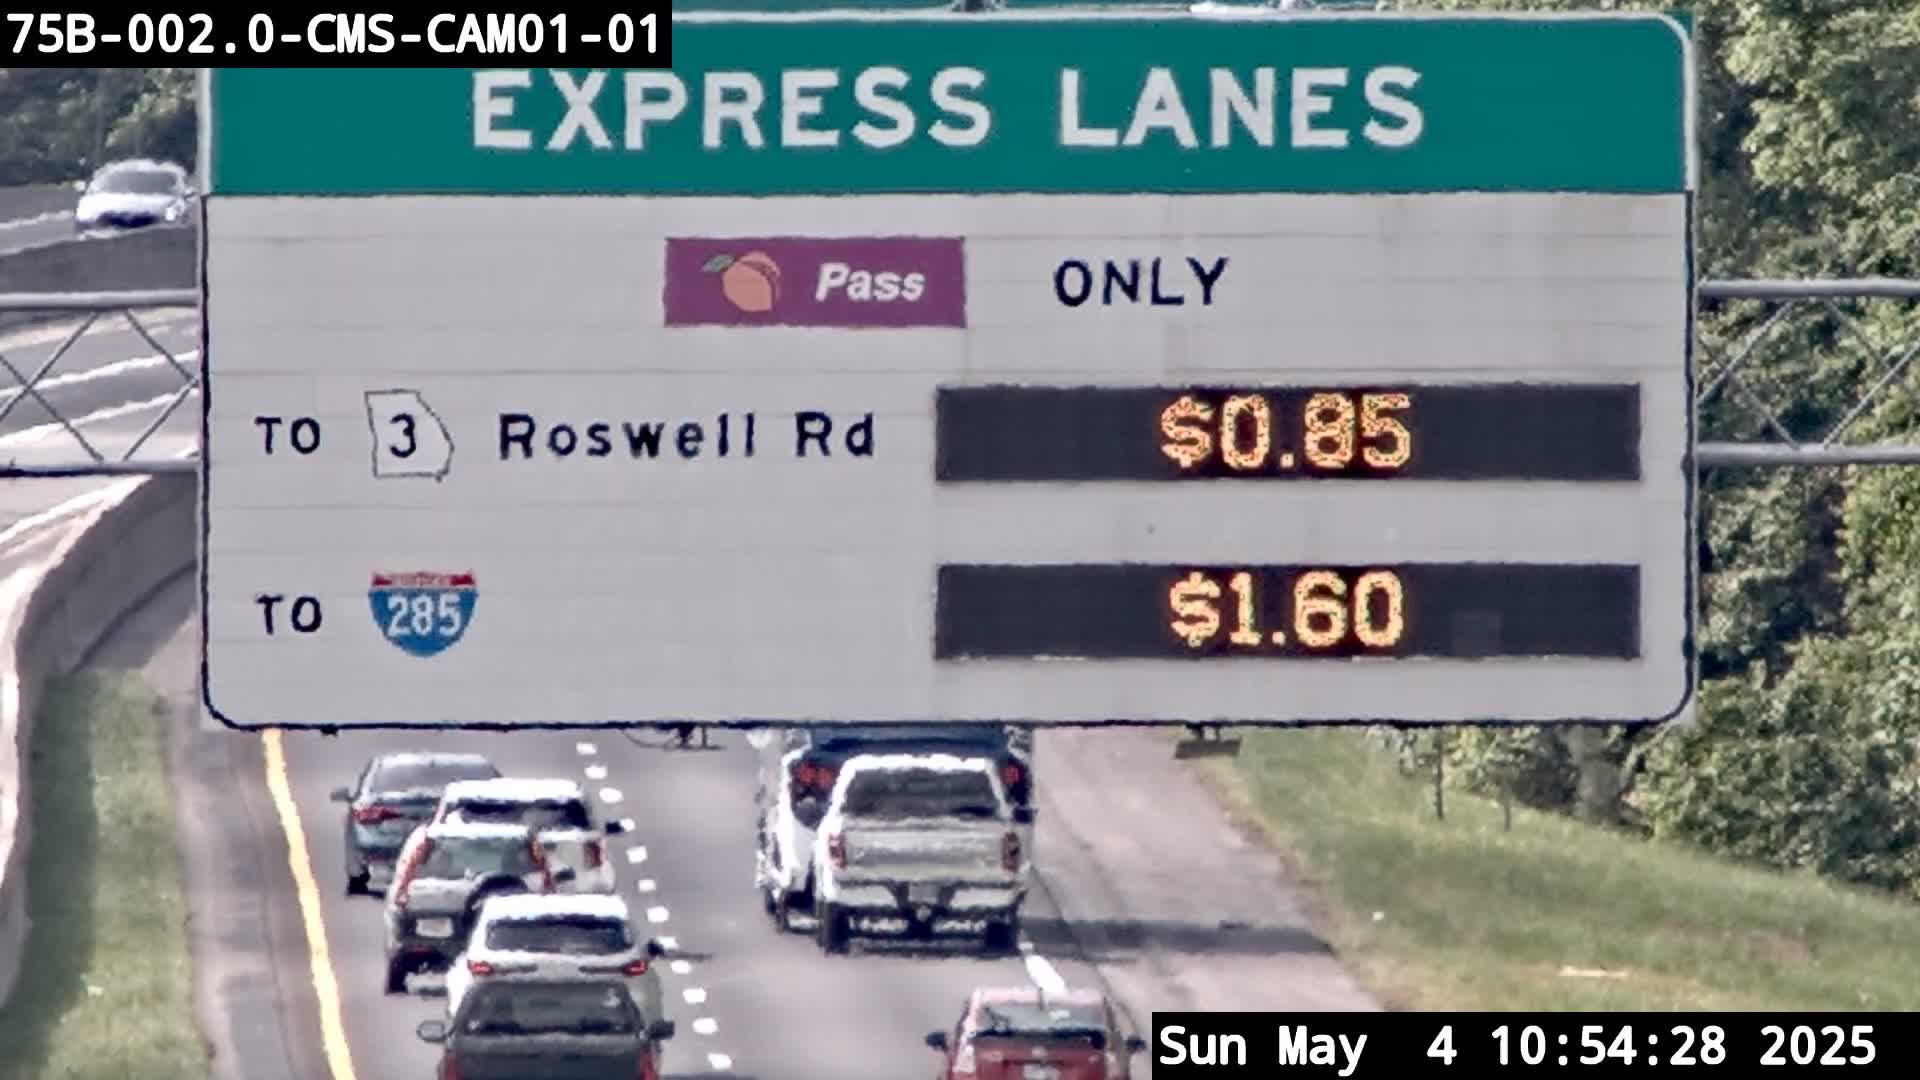 75B-002.0-CMS-CAM01-01
EXPRESS LANES
Pass ONLY
TO 3 Roswell Rd $0.85
TO 285 $1.60
Sun May 4 10:54:28 2025